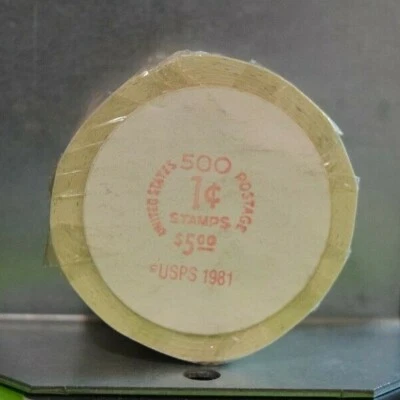 UNITED STATES POSTAGE
500
1¢
STAMPS
$5.00
©USPS 1981